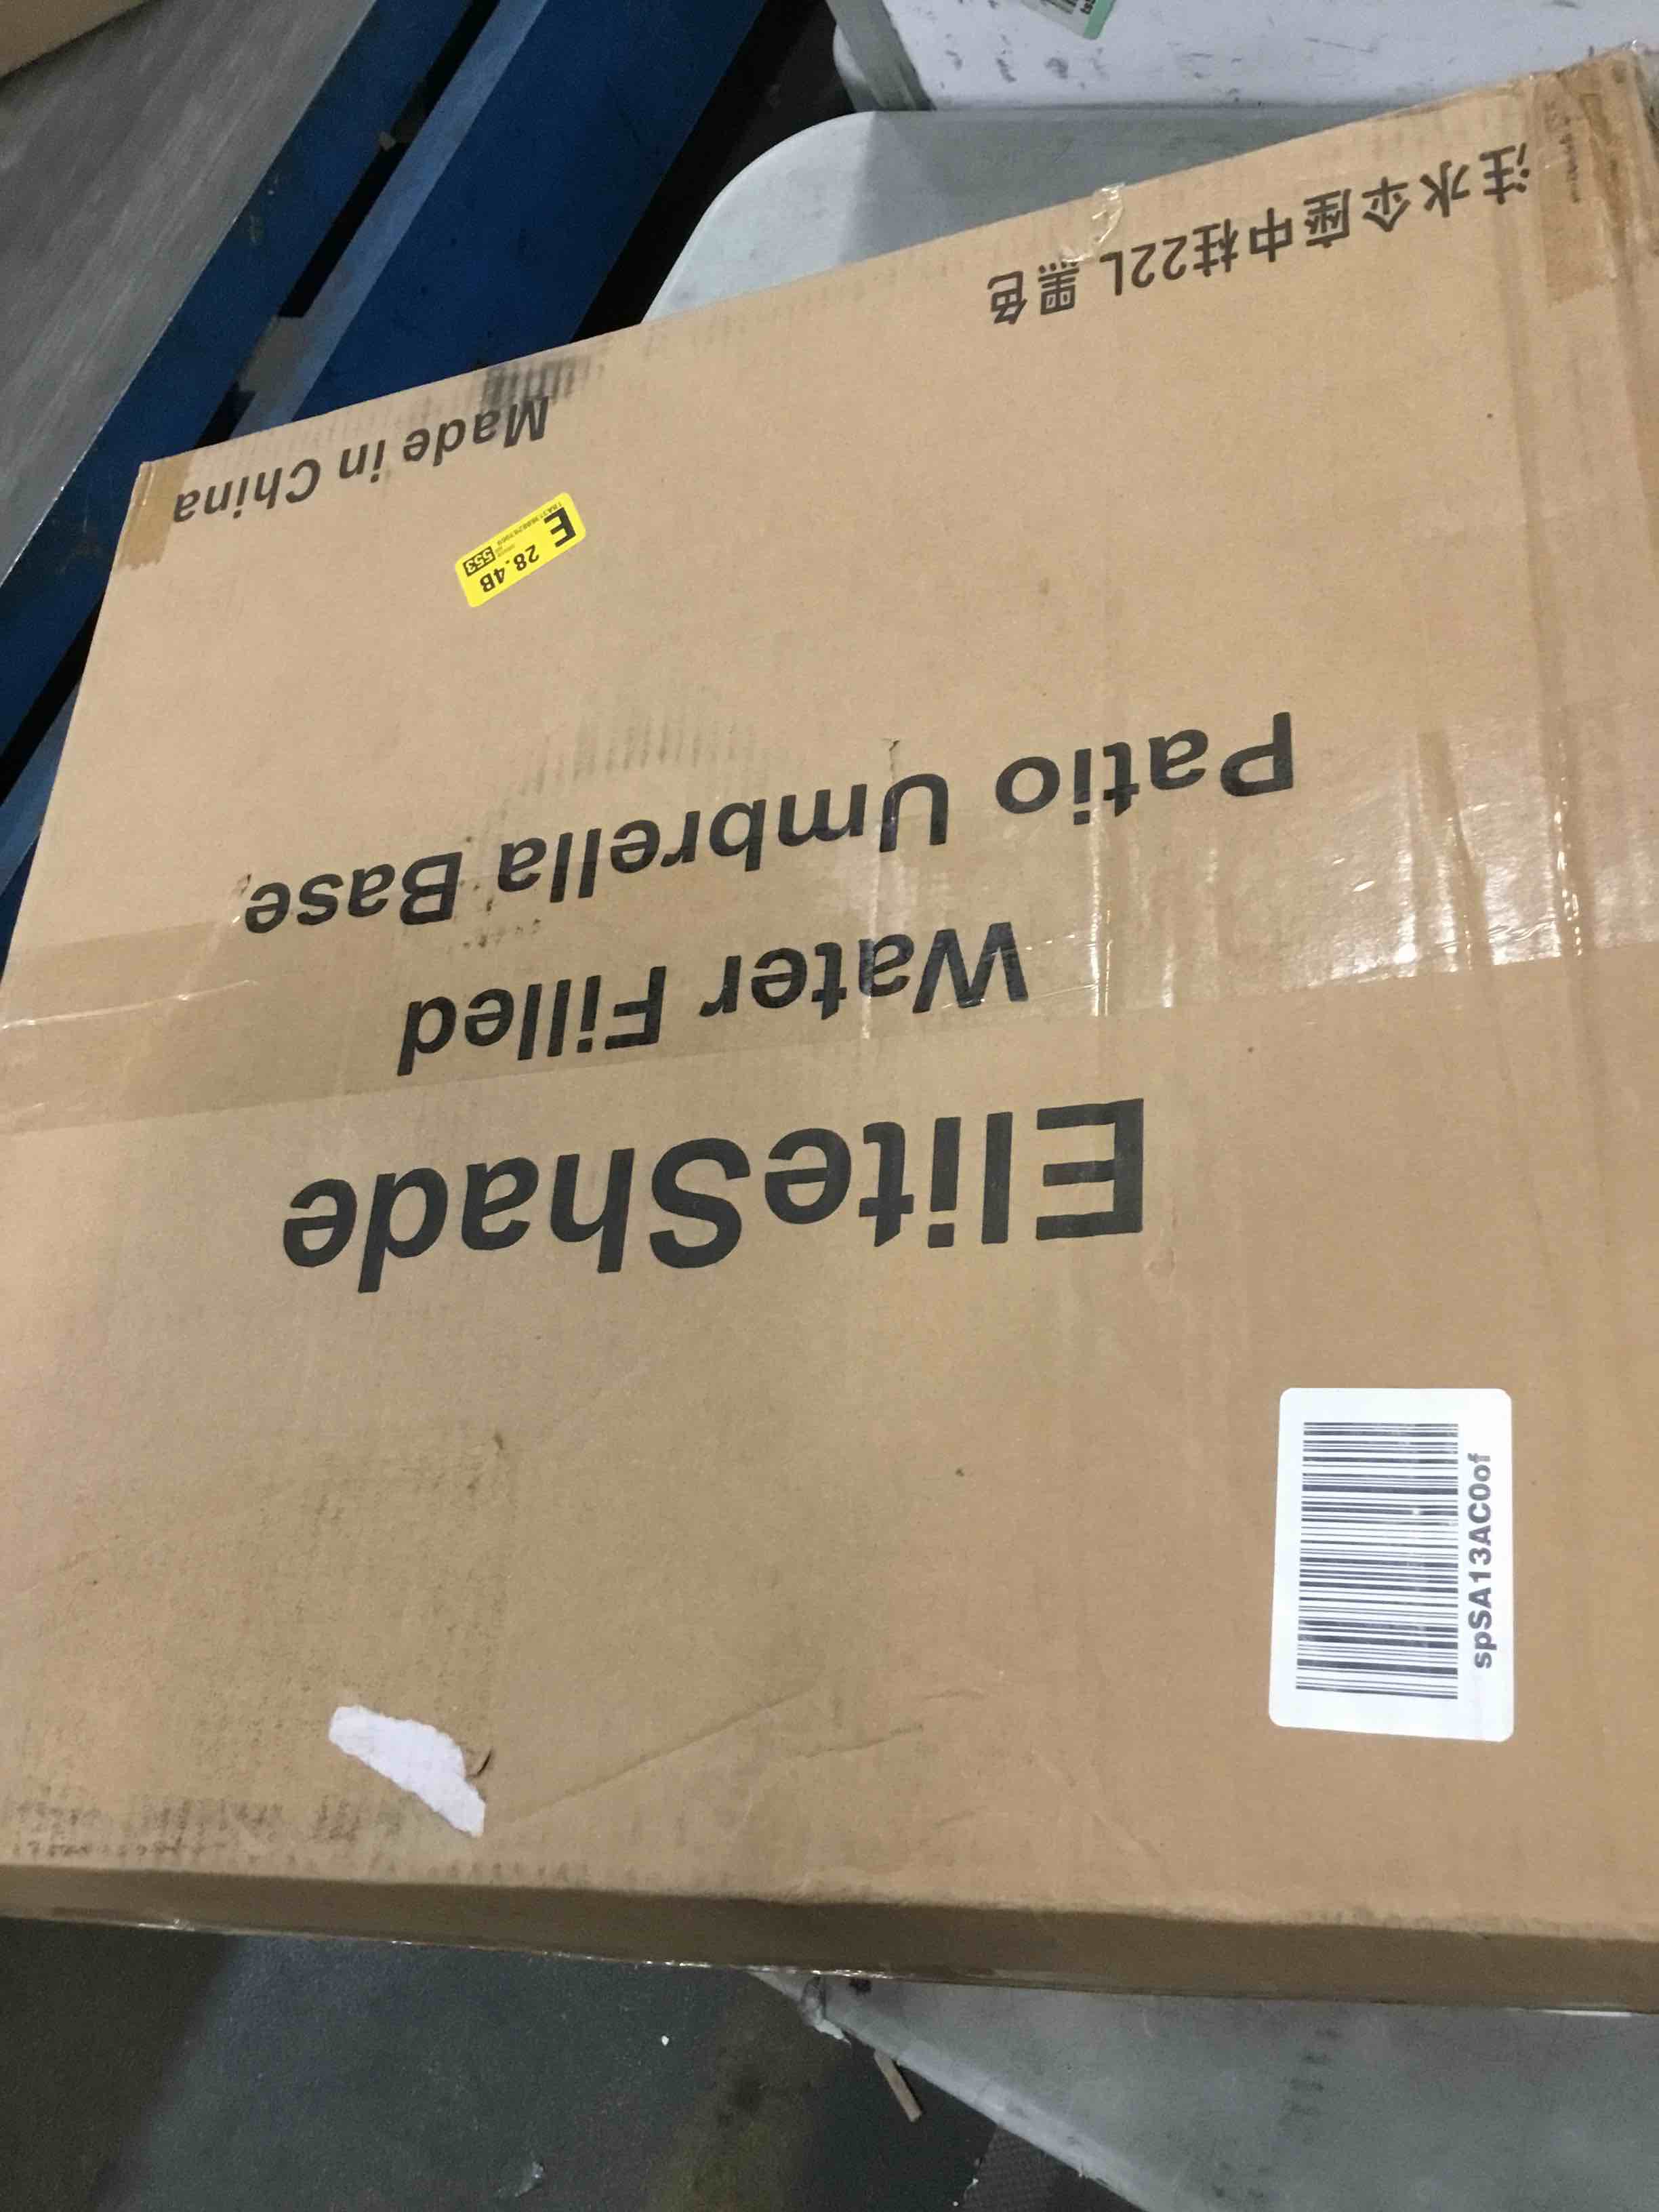 EliteShade
Water Filled
Patio Umbrella Base
E 28.4B
553
Made in China
注水伞座中柱22L 黑色
spSA13AC0of